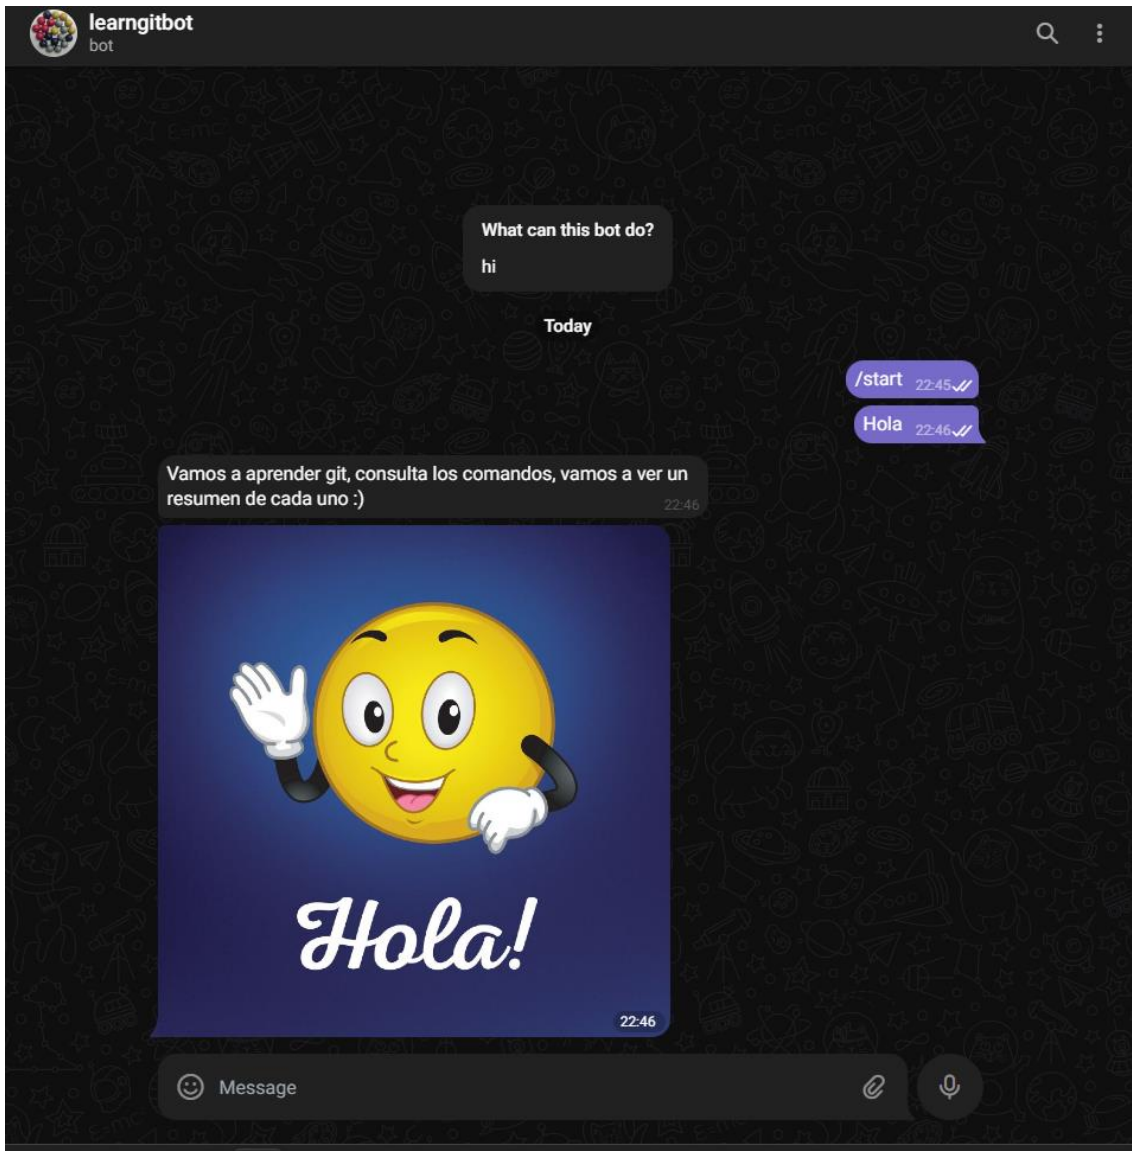 learngitbot
bot
What can this bot do?
hi
Today
/start 22:45
Hola 22:46
Vamos a aprender git, consulta los comandos, vamos a ver un
resumen de cada uno :)
22:46
Hola!
22:46
Message